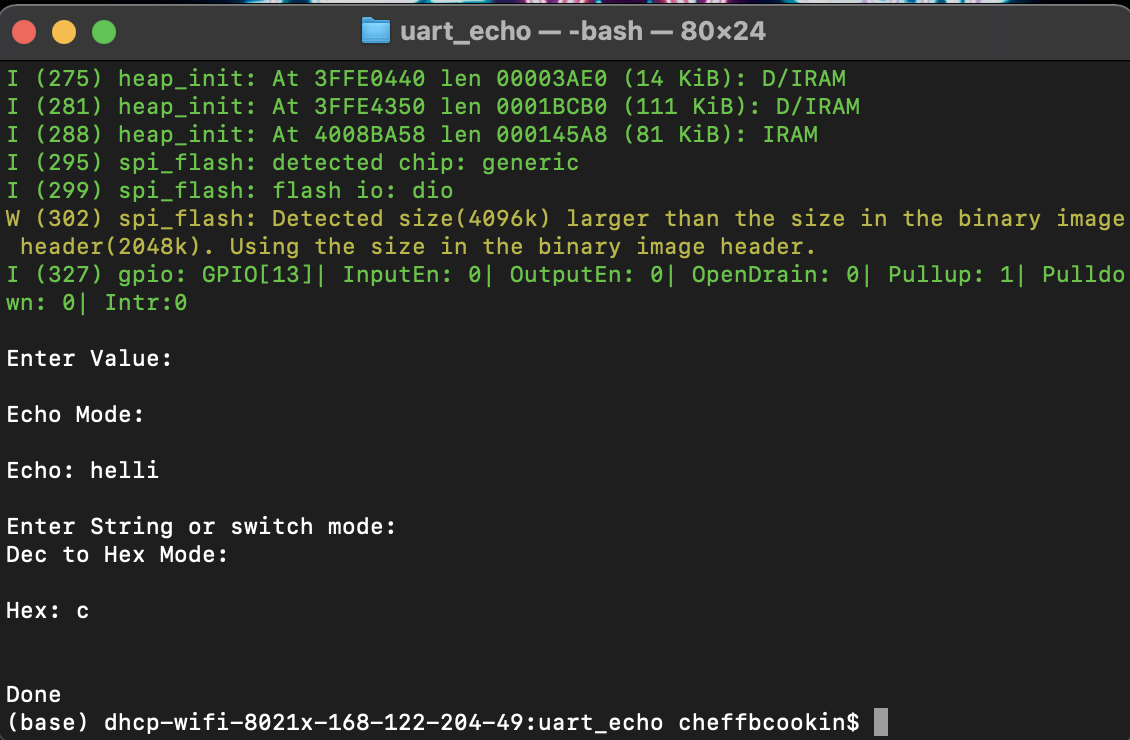 uart_echo — -bash — 80×24
I (275) heap_init: At 3FFE0440 len 00003AE0 (14 KiB): D/IRAM
I (281) heap_init: At 3FFE4350 len 0001BCB0 (111 KiB): D/IRAM
I (288) heap_init: At 4008BA58 len 000145A8 (81 KiB): IRAM
I (295) spi_flash: detected chip: generic
I (299) spi_flash: flash io: dio
W (302) spi_flash: Detected size(4096k) larger than the size in the binary image
 header(2048k). Using the size in the binary image header.
I (327) gpio: GPIO[13]| InputEn: 0| OutputEn: 0| OpenDrain: 0| Pullup: 1| Pulldo
wn: 0| Intr:0
Enter Value:
Echo Mode:
Echo: helli
Enter String or switch mode:
Dec to Hex Mode:
Hex: c
Done
(base) dhcp-wifi-8021x-168-122-204-49:uart_echo cheffbcookin$